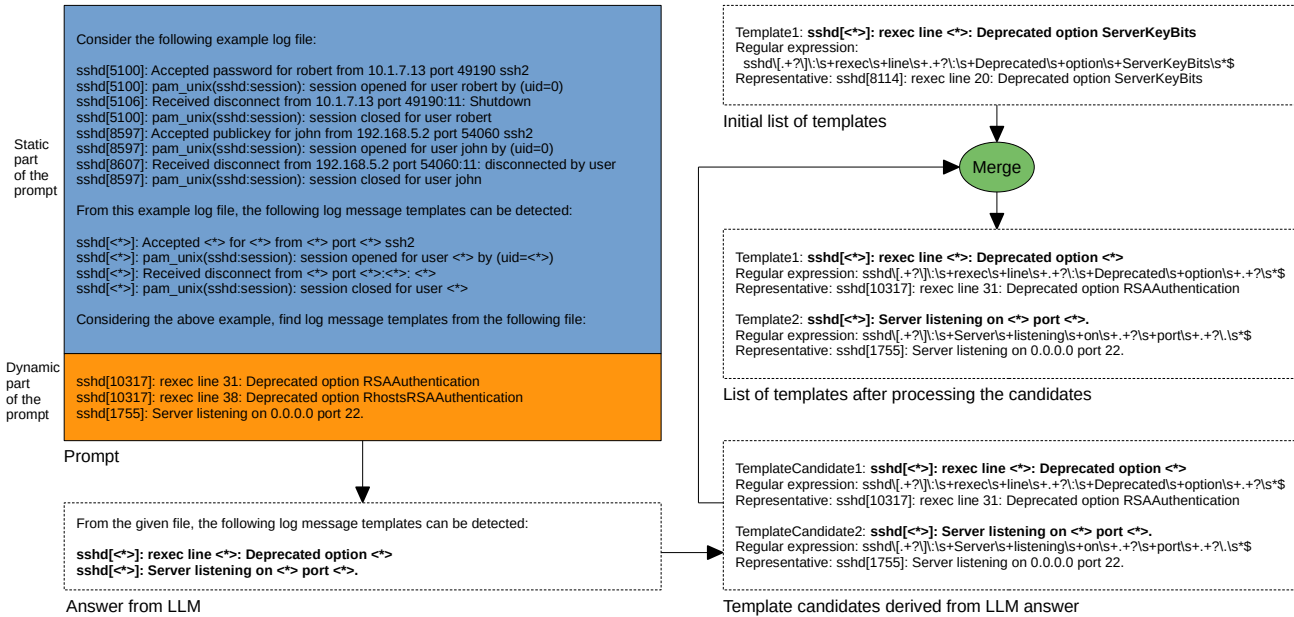 Static
part
of the
prompt
Consider the following example log file:
sshd[5100]: Accepted password for robert from 10.1.7.13 port 49190 ssh2
sshd[5100]: pam_unix(sshd:session): session opened for user robert by (uid=0)
sshd[5106]: Received disconnect from 10.1.7.13 port 49190:11: Shutdown
sshd[5100]: pam_unix(sshd:session): session closed for user robert
sshd[8597]: Accepted publickey for john from 192.168.5.2 port 54060 ssh2
sshd[8597]: pam_unix(sshd:session): session opened for user john by (uid=0)
sshd[8607]: Received disconnect from 192.168.5.2 port 54060:11: disconnected by user
sshd[8597]: pam_unix(sshd:session): session closed for user john
From this example log file, the following log message templates can be detected:
sshd[<*>]: Accepted <*> for <*> from <*> port <*> ssh2
sshd[<*>]: pam_unix(sshd:session): session opened for user <*> by (uid=<*>)
sshd[<*>]: Received disconnect from <*> port <*>:<*>: <*>
sshd[<*>]: pam_unix(sshd:session): session closed for user <*>
Considering the above example, find log message templates from the following file:
Dynamic
part
of the
prompt
sshd[10317]: rexec line 31: Deprecated option RSAAuthentication
sshd[10317]: rexec line 38: Deprecated option RhostsRSAAuthentication
sshd[1755]: Server listening on 0.0.0.0 port 22.
Prompt
From the given file, the following log message templates can be detected:
sshd[<*>]: rexec line <*>: Deprecated option <*>
sshd[<*>]: Server listening on <*> port <*>.
Answer from LLM
Template1: sshd[<*>]: rexec line <*>: Deprecated option ServerKeyBits
Regular expression:
sshd\[.+?\]\:\s+rexec\s+line\s+.+?\:\s+Deprecated\s+option\s+ServerKeyBits\s*$
Representative: sshd[8114]: rexec line 20: Deprecated option ServerKeyBits
Initial list of templates
Merge
Template1: sshd[<*>]: rexec line <*>: Deprecated option <*>
Regular expression: sshd\[.+?\]\:\s+rexec\s+line\s+.+?\:\s+Deprecated\s+option\s+.+?\s*$
Representative: sshd[10317]: rexec line 31: Deprecated option RSAAuthentication
Template2: sshd[<*>]: Server listening on <*> port <*>.
Regular expression: sshd\[.+?\]\:\s+Server\s+listening\s+on\s+.+?\s+port\s+.+?\.\s*$
Representative: sshd[1755]: Server listening on 0.0.0.0 port 22.
List of templates after processing the candidates
TemplateCandidate1: sshd[<*>]: rexec line <*>: Deprecated option <*>
Regular expression: sshd\[.+?\]\:\s+rexec\s+line\s+.+?\:\s+Deprecated\s+option\s+.+?\s*$
Representative: sshd[10317]: rexec line 31: Deprecated option RSAAuthentication
TemplateCandidate2: sshd[<*>]: Server listening on <*> port <*>.
Regular expression: sshd\[.+?\]\:\s+Server\s+listening\s+on\s+.+?\s+port\s+.+?\.\s*$
Representative: sshd[1755]: Server listening on 0.0.0.0 port 22.
Template candidates derived from LLM answer